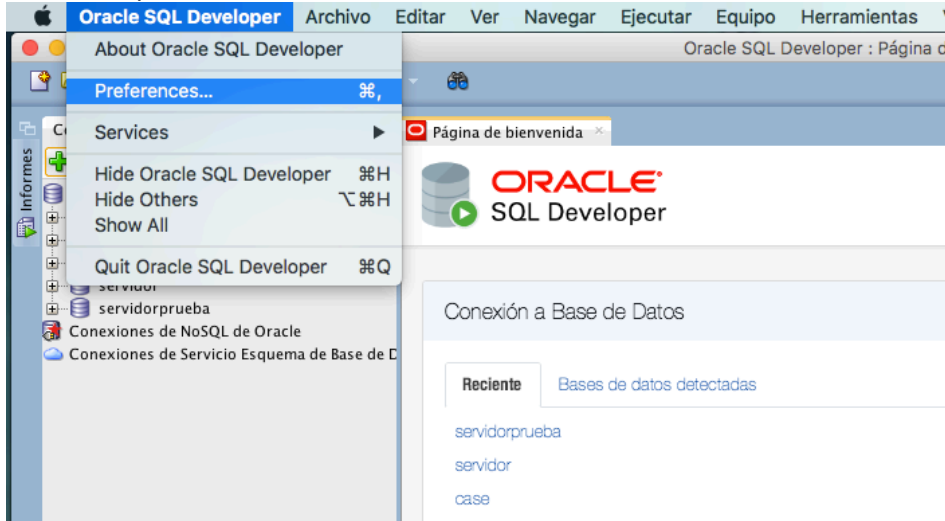 Oracle SQL Developer Archivo Editar Ver Navegar Ejecutar Equipo Herramientas
About Oracle SQL Developer
Oracle SQL Developer : Página d
Preferences... ⌘,
Services
Hide Oracle SQL Developer ⌘H
Hide Others ⌥⌘H
Show All
Quit Oracle SQL Developer ⌘Q
Informes
servidor
servidorprueba
Conexiones de NoSQL de Oracle
Conexiones de Servicio Esquema de Base de D
Página de bienvenida
ORACLE
SQL Developer
Conexión a Base de Datos
Reciente Bases de datos detectadas
servidorprueba
servidor
case